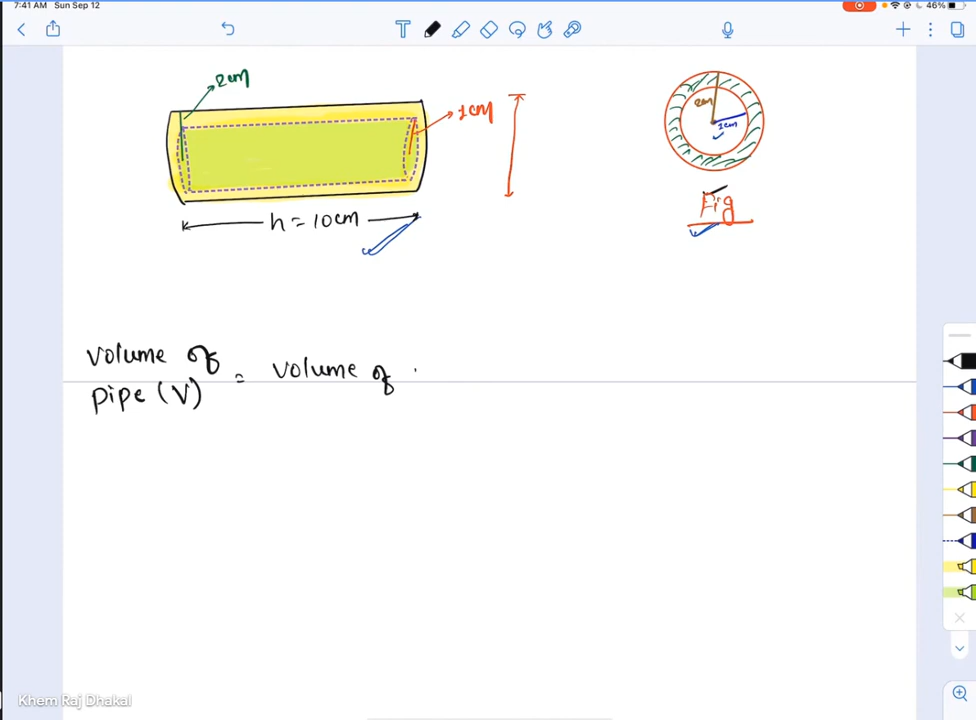 7:41 AM Sun Sep 12
46%
T
2cm
1cm
h = 10cm
2cm
1cm
Fig
volume of
pipe (V) = volume of
Khem Raj Dhakal